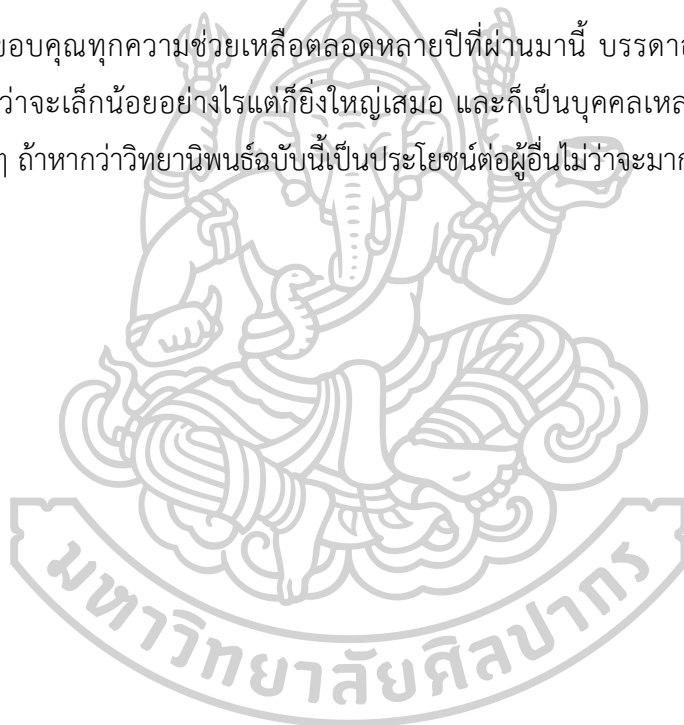 ขอบคุณทุกความช่วยเหลือตลอดหลายปีที่ผ่านมานี้ บรรดา
ว่าจะเล็กน้อยอย่างไรแต่ก็ยิ่งใหญ่เสมอ และก็เป็นบุคคลเหล
ๆ ถ้าหากว่าวิทยานิพนธ์ฉบับนี้เป็นประโยชน์ต่อผู้อื่นไม่ว่าจะมาก
มหาวิทยาลัยศิลปากร